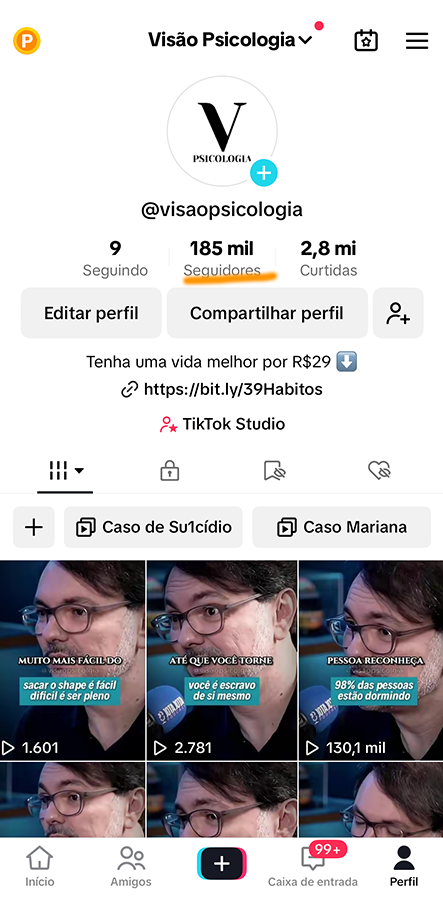 P
Visão Psicologia
V
PSICOLOGIA
@visaopsicologia
9 185 mil 2,8 mi
Seguindo Seguidores Curtidas
Editar perfil Compartilhar perfil
Tenha uma vida melhor por R$29
https://bit.ly/39Habitos
TikTok Studio
Caso de Su1cídio Caso Mariana
MUITO MAIS FÁCIL DO
sacar o shape é fácil
difícil é ser pleno
1.601
ATÉ QUE VOCÊ TORNE
você é escravo
de si mesmo
2.781
PESSOA RECONHEÇA
98% das pessoas
estão dormindo
130,1 mil
99+
Início Amigos Caixa de entrada Perfil